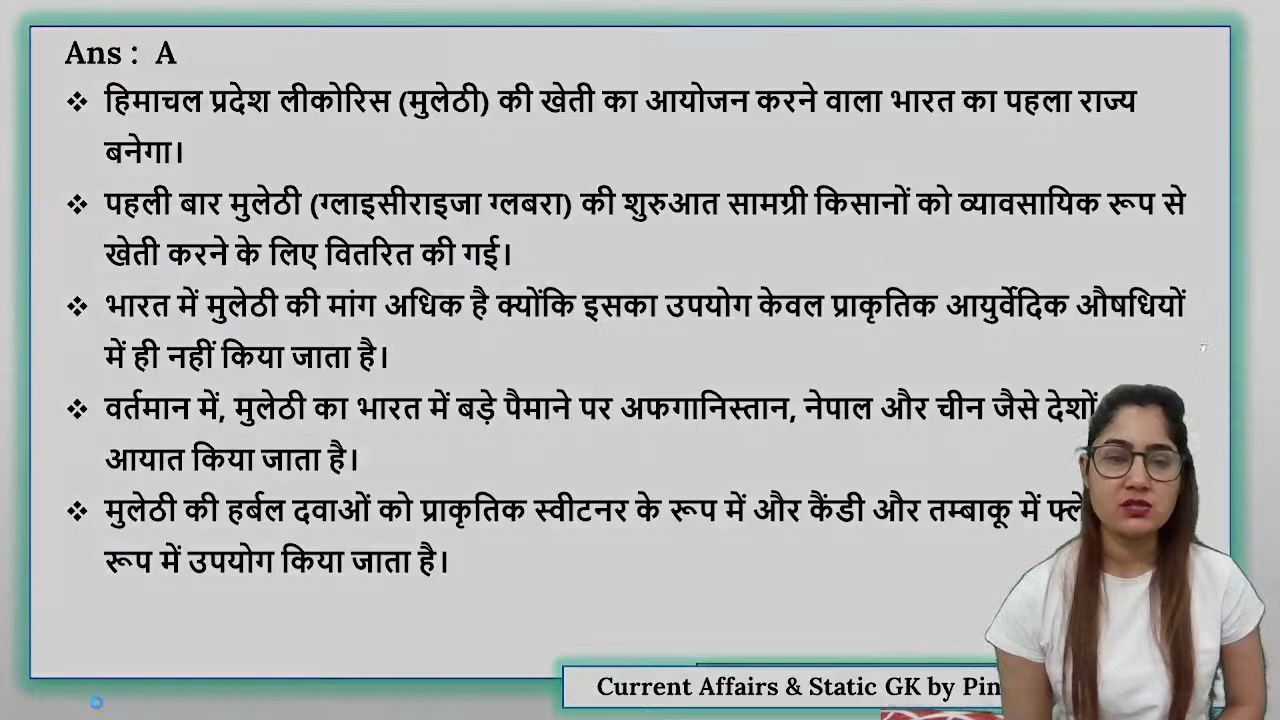 Ans : A
❖ हिमाचल प्रदेश लीकोरिस (मुलेठी) की खेती का आयोजन करने वाला भारत का पहला राज्य
बनेगा।
❖ पहली बार मुलेठी (ग्लाइसीराइजा ग्लबरा) की शुरुआत सामग्री किसानों को व्यावसायिक रूप से
खेती करने के लिए वितरित की गई।
❖ भारत में मुलेठी की मांग अधिक है क्योंकि इसका उपयोग केवल प्राकृतिक आयुर्वेदिक औषधियों
में ही नहीं किया जाता है।
❖ वर्तमान में, मुलेठी का भारत में बड़े पैमाने पर अफगानिस्तान, नेपाल और चीन जैसे देशों
आयात किया जाता है।
❖ मुलेठी की हर्बल दवाओं को प्राकृतिक स्वीटनर के रूप में और कैंडी और तम्बाकू में
रूप में उपयोग किया जाता है।
Current Affairs & Static GK by